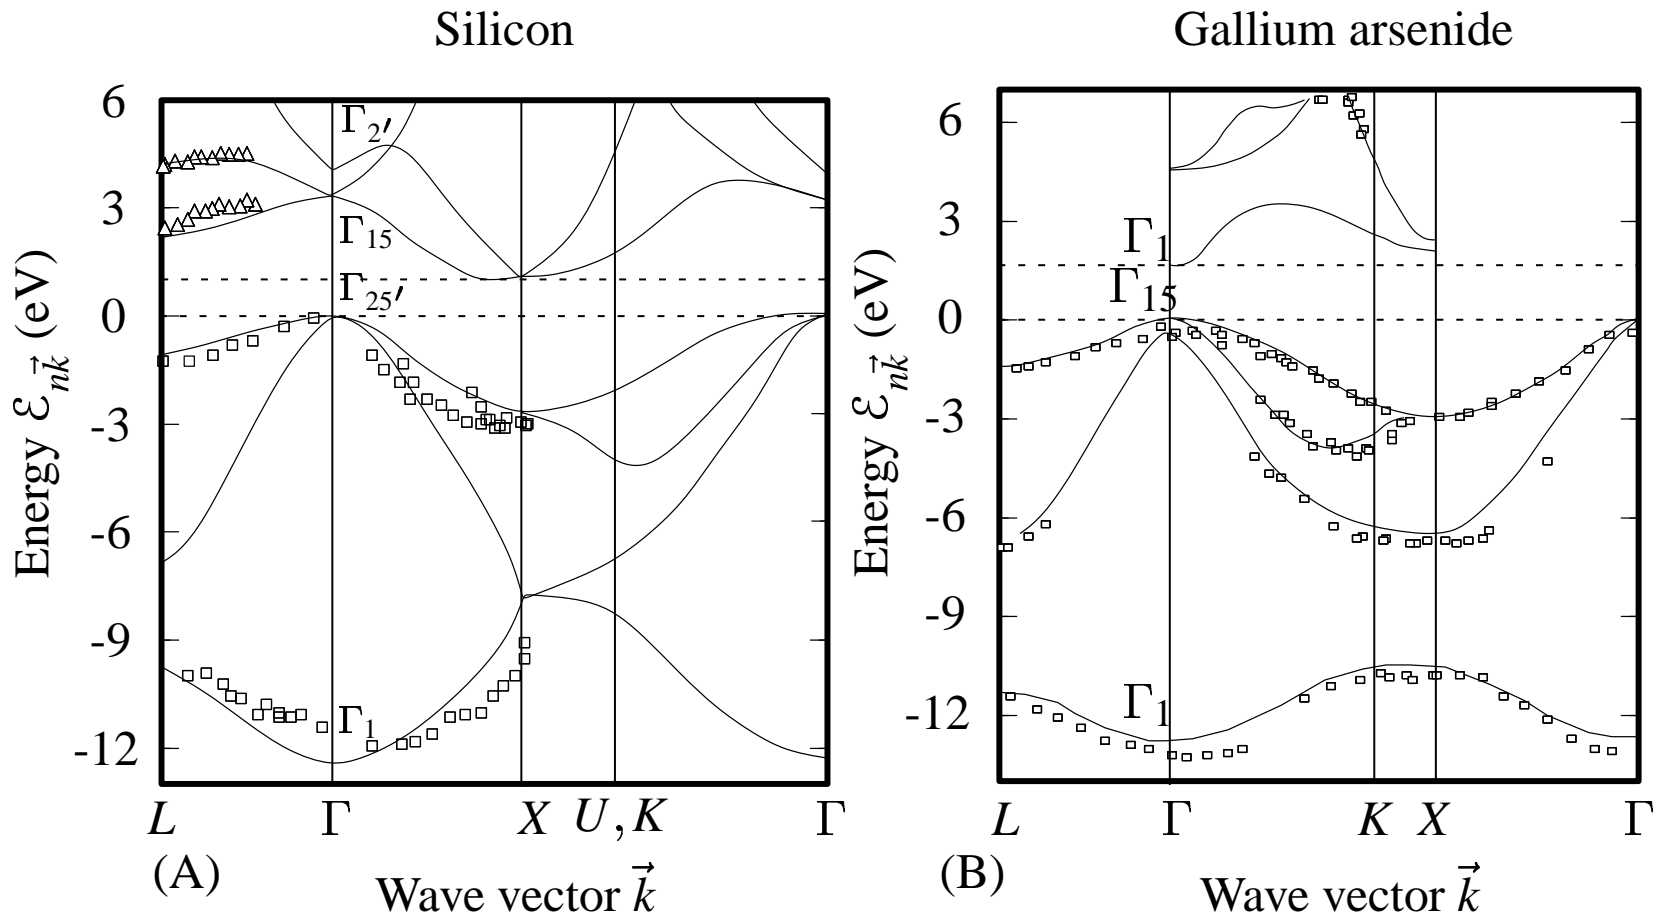 Silicon
Gallium arsenide
Energy ℰ_{n\vec{k}} (eV)
6
3
0
-3
-6
-9
-12
Γ_{2′}
Γ_{15}
Γ_{25′}
Γ_1
L Γ X U, K Γ
(A) Wave vector \vec{k}
Energy ℰ_{n\vec{k}} (eV)
6
3
0
-3
-6
-9
-12
Γ_1
Γ_{15}
Γ_1
L Γ K X Γ
(B) Wave vector \vec{k}